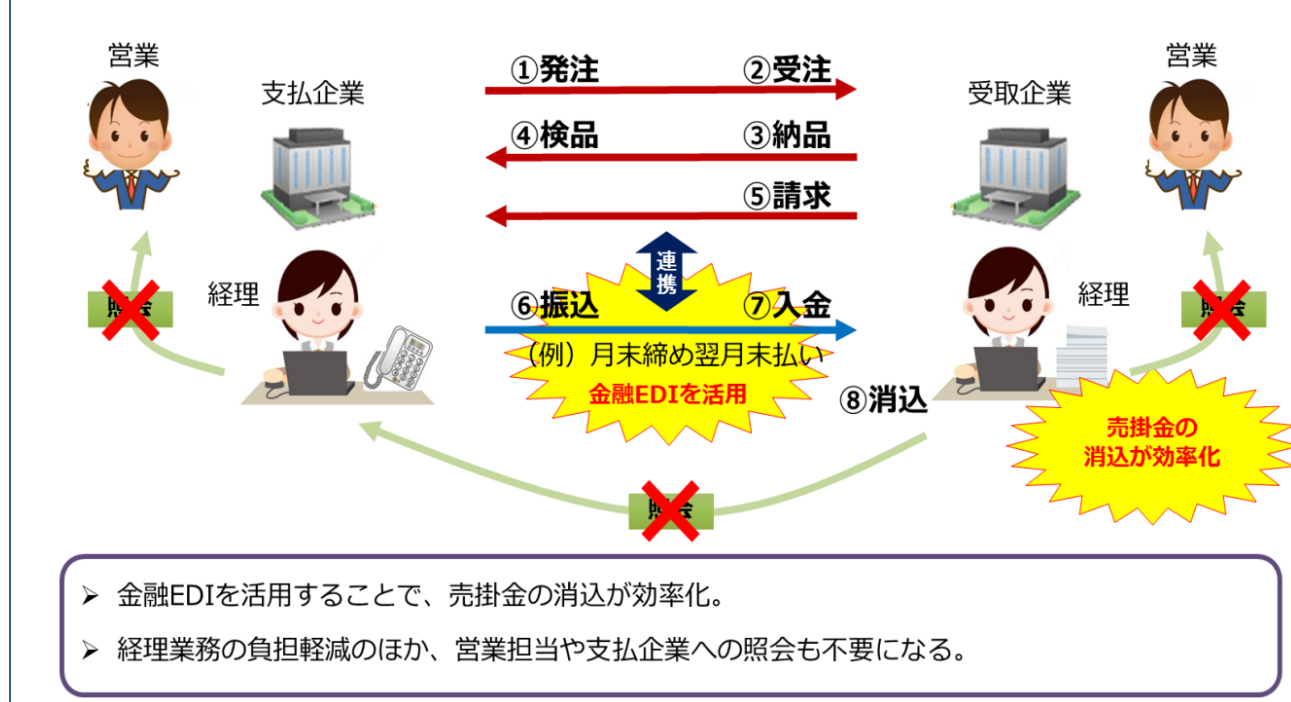 営業
営業
支払企業
受取企業
①発注
②受注
④検品
③納品
⑤請求
連携
経理
経理
⑥振込
⑦入金
(例)月末締め翌月末払い
金融EDIを活用
⑧消込
売掛金の
消込が効率化
照会
照会
照会
➢ 金融EDIを活用することで、売掛金の消込が効率化。
➢ 経理業務の負担軽減のほか、営業担当や支払企業への照会も不要になる。